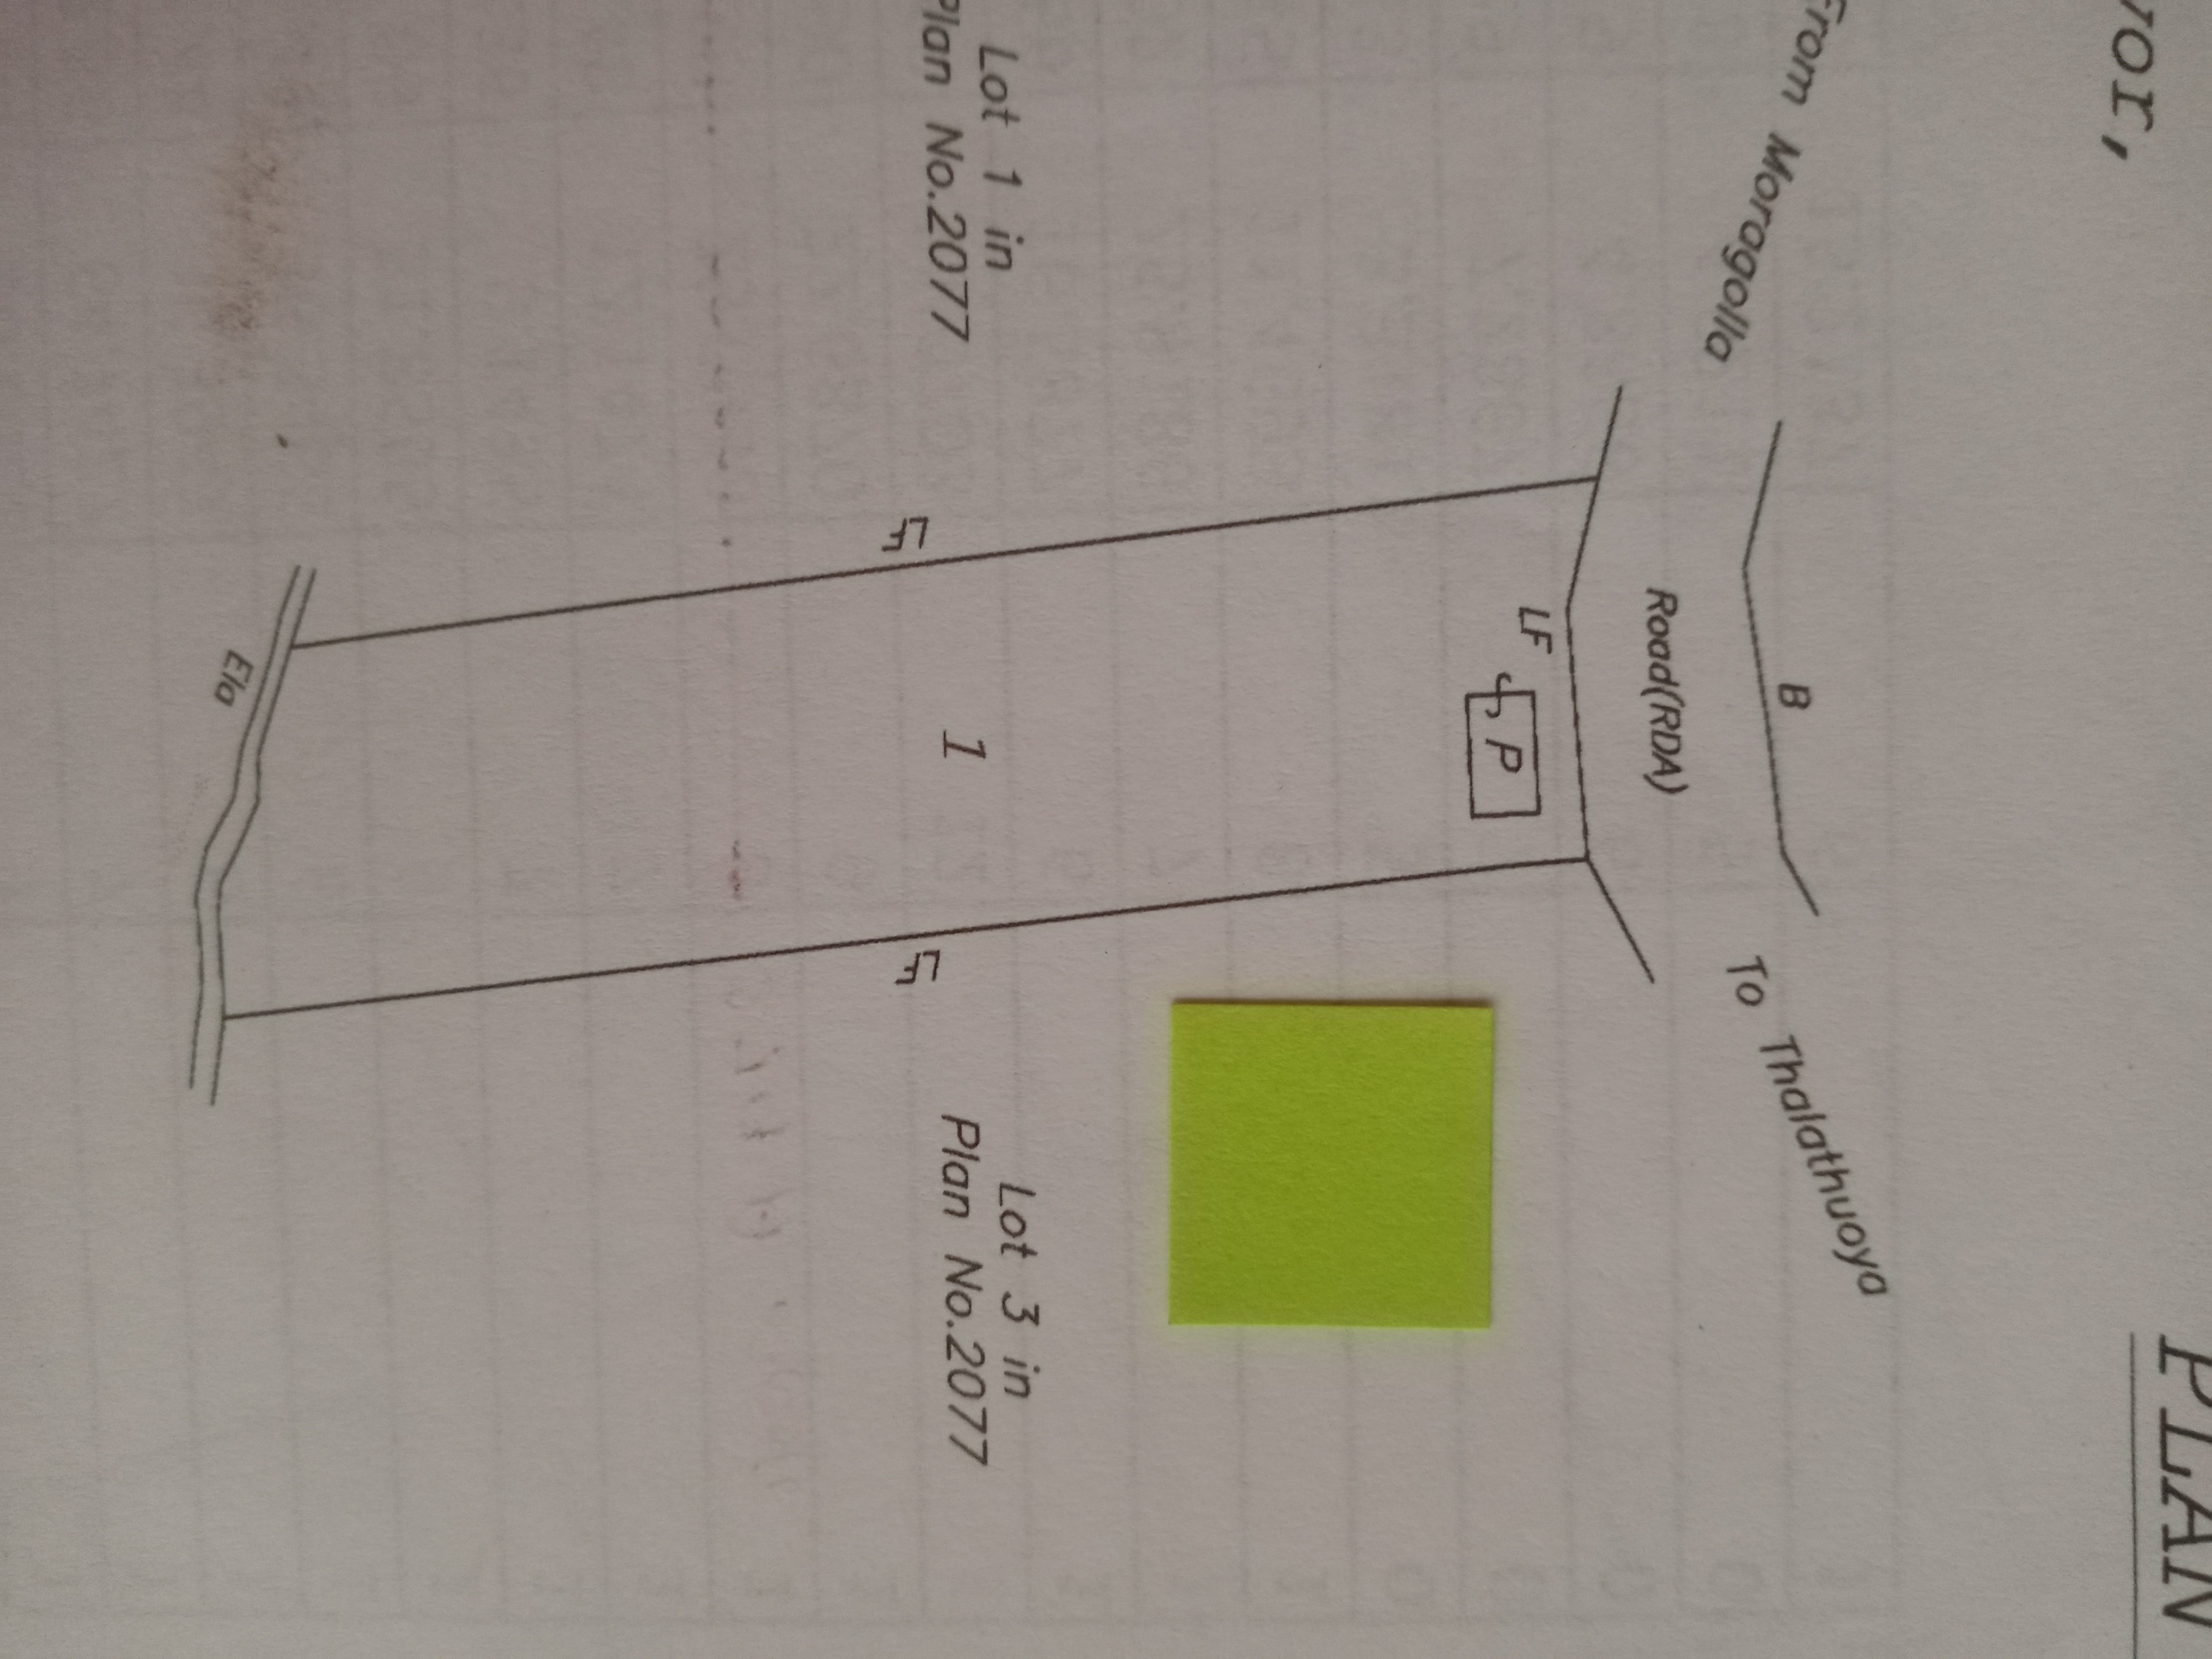 PLAN
From Moragolla
To Thalathuoya
B
Road(RDA)
LF
P
Lot 1 in
Plan No.2077
LF
1
LF
Lot 3 in
Plan No.2077
Ela